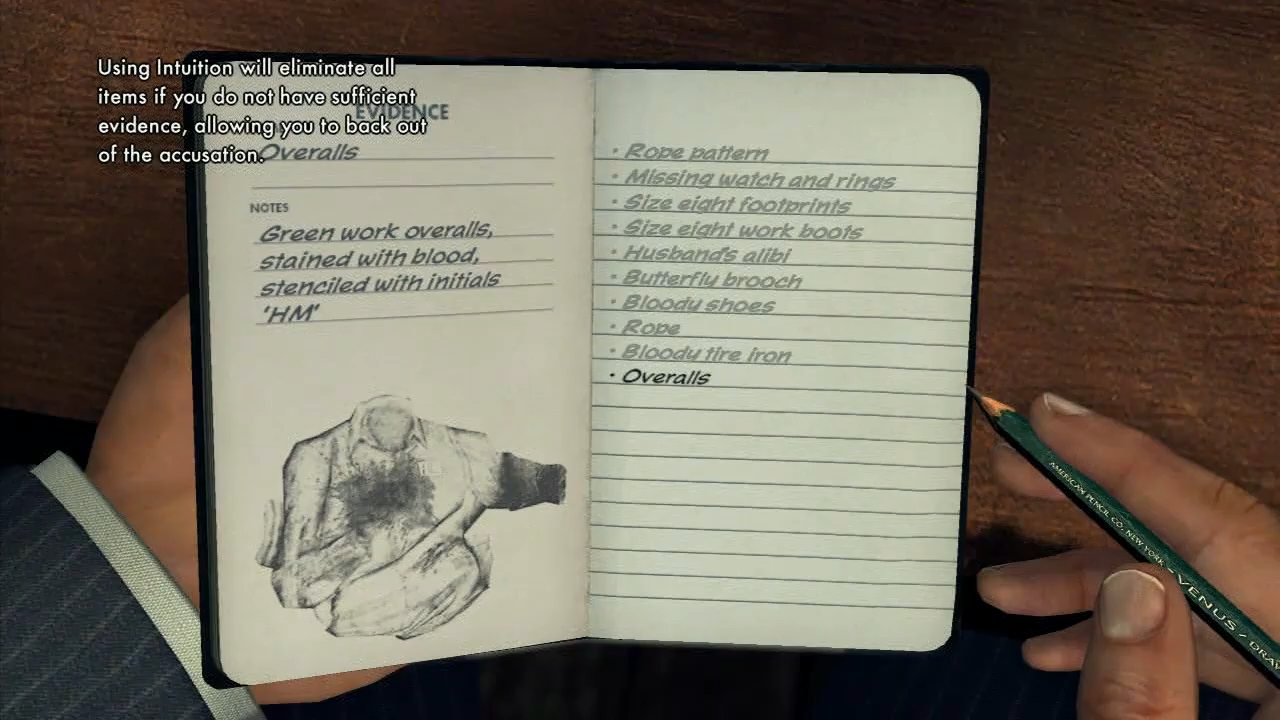 Using Intuition will eliminate all
items if you do not have sufficient
evidence, allowing you to back out
of the accusation.
EVIDENCE
Overalls
NOTES
Green work overalls,
stained with blood,
stenciled with initials
'HM'
• Rope pattern
• Missing watch and rings
• Size eight footprints
• Size eight work boots
• Husband's alibi
• Butterfly brooch
• Bloody shoes
• Rope
• Bloody tire iron
• Overalls
AMERICAN PENCIL CO. NEW YORK • VENUS / DRAW